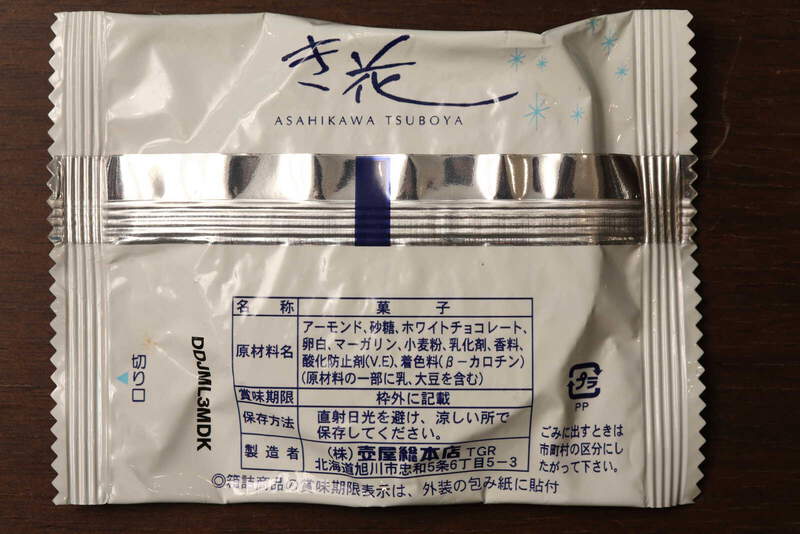 き花
ASAHIKAWA TSUBOYA
名 称 菓 子
原材料名 アーモンド、砂糖、ホワイトチョコレート、
卵白、マーガリン、小麦粉、乳化剤、香料、
酸化防止剤(V.E)、着色料(β-カロチン)
(原材料の一部に乳、大豆を含む)
賞味期限 枠外に記載
保存方法 直射日光を避け、涼しい所で
保存してください。
製 造 者 (株)壺屋總本店 TGR
北海道旭川市忠和5条6丁目5-3
◎箱詰商品の賞味期限表示は、外装の包み紙に貼付
切り口
DDJML3MDK
プラ
PP
ごみに出すときは
市町村の区分にし
たがって下さい。